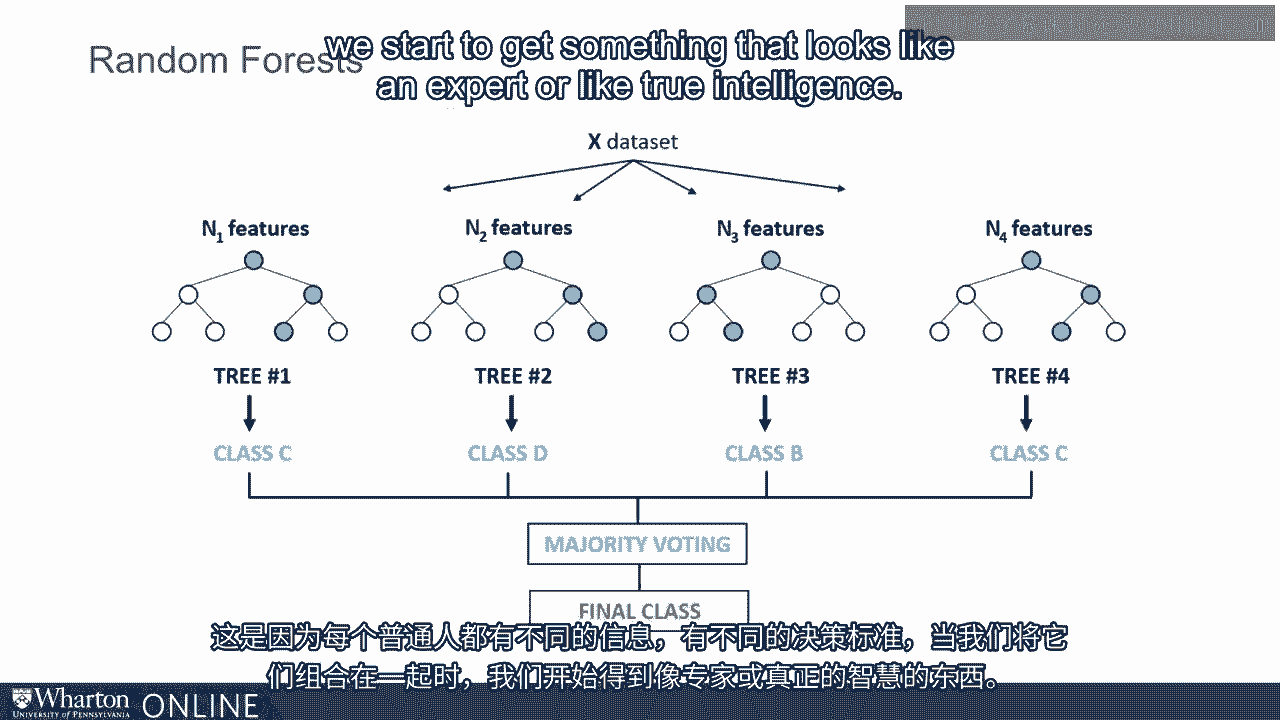 Random Forests
we start to get something that looks like
an expert or like true intelligence.
X dataset
N1 features
N2 features
N3 features
N4 features
TREE #1
TREE #2
TREE #3
TREE #4
CLASS C
CLASS D
CLASS B
CLASS C
MAJORITY VOTING
FINAL CLASS
这是因为每个普通人都有不同的信息，有不同的决策标准，当我们将它
们组合在一起时，我们开始得到像专家或真正的智慧的东西。
Wharton ONLINE
UNIVERSITY OF PENNSYLVANIA